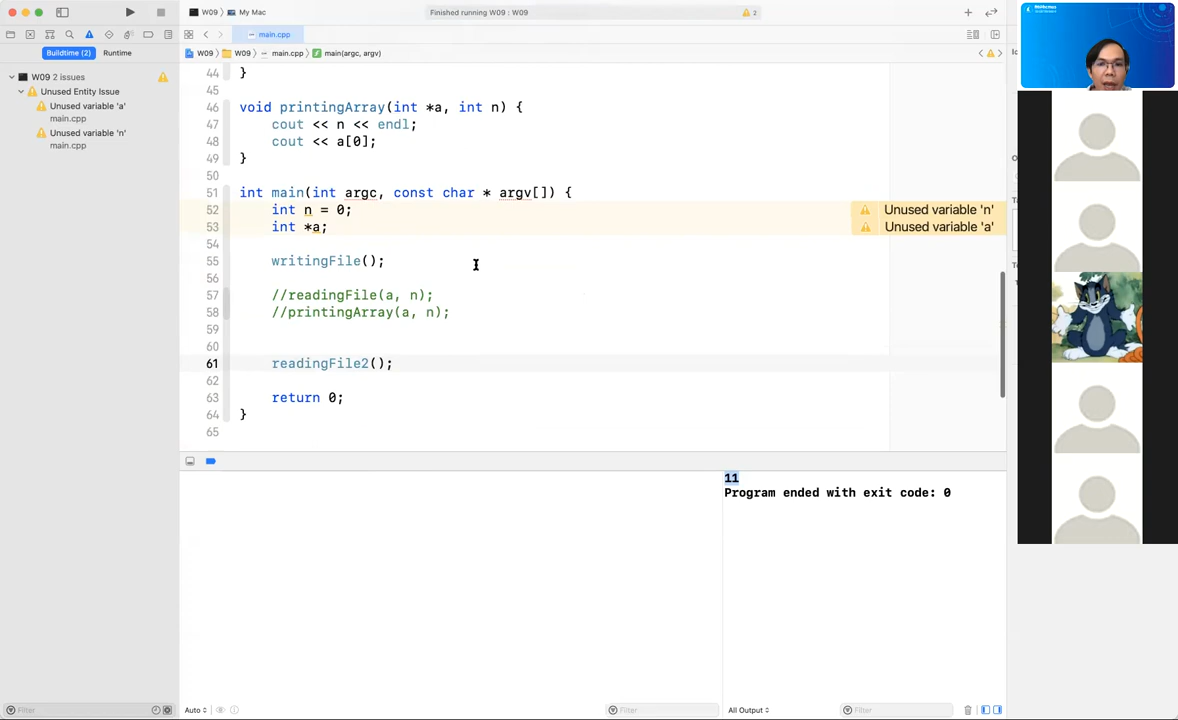 W09
My Mac
Finished running W09 : W09
2
main.cpp
Buildtime (2)
Runtime
W09
W09
main.cpp
main(argc, argv)
W09 2 issues
Unused Entity Issue
Unused variable 'a'
main.cpp
Unused variable 'n'
main.cpp
44 }
45
46 void printingArray(int *a, int n) {
47 cout << n << endl;
48 cout << a[0];
49 }
50
51 int main(int argc, const char * argv[]) {
52 int n = 0;
Unused variable 'n'
53 int *a;
Unused variable 'a'
54
55 writingFile();
56
57 //readingFile(a, n);
58 //printingArray(a, n);
59
60
61 readingFile2();
62
63 return 0;
64 }
65
11
Program ended with exit code: 0
Filter
Auto
Filter
All Output
Filter